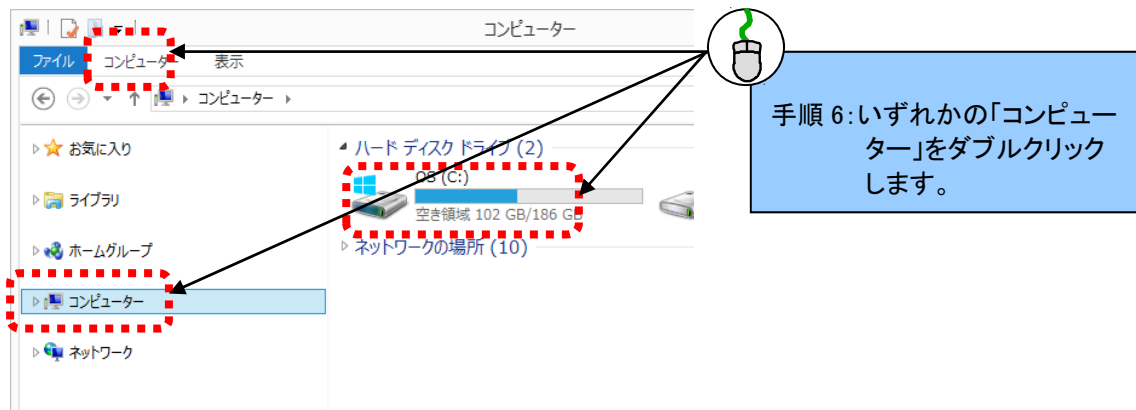 コンピューター
ファイル コンピューター 表示
コンピューター
お気に入り
ライブラリ
ホームグループ
コンピューター
ネットワーク
ハード ディスク ドライブ (2)
OS (C:)
空き領域 102 GB/186 GB
ネットワークの場所 (10)
手順 6:いずれかの「コンピュー
ター」をダブルクリック
します。